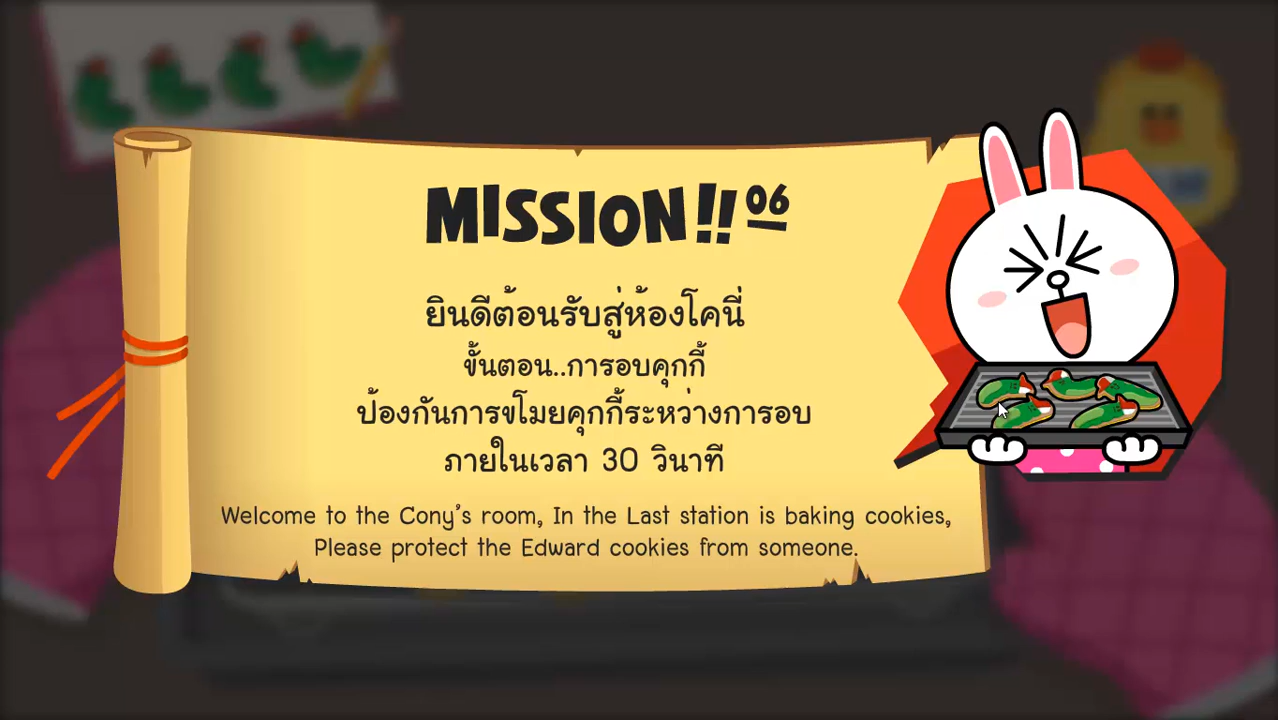 MISSION!! 06
ยินดีต้อนรับสู่ห้องโคนี่
ขั้นตอน..การอบคุกกี้
ป้องกันการขโมยคุกกี้ระหว่างการอบ
ภายในเวลา 30 วินาที
Welcome to the Cony's room, In the Last station is baking cookies,
Please protect the Edward cookies from someone.